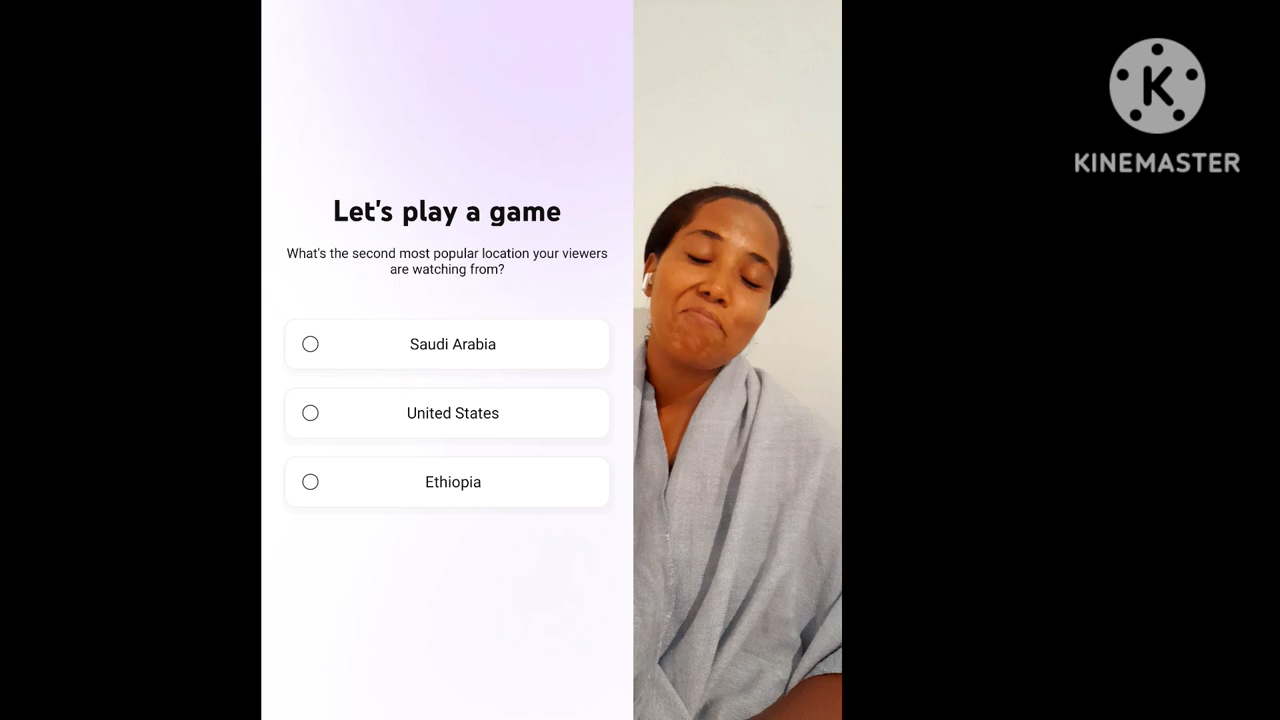 Let's play a game
What's the second most popular location your viewers
are watching from?
Saudi Arabia
United States
Ethiopia
K
KINEMASTER